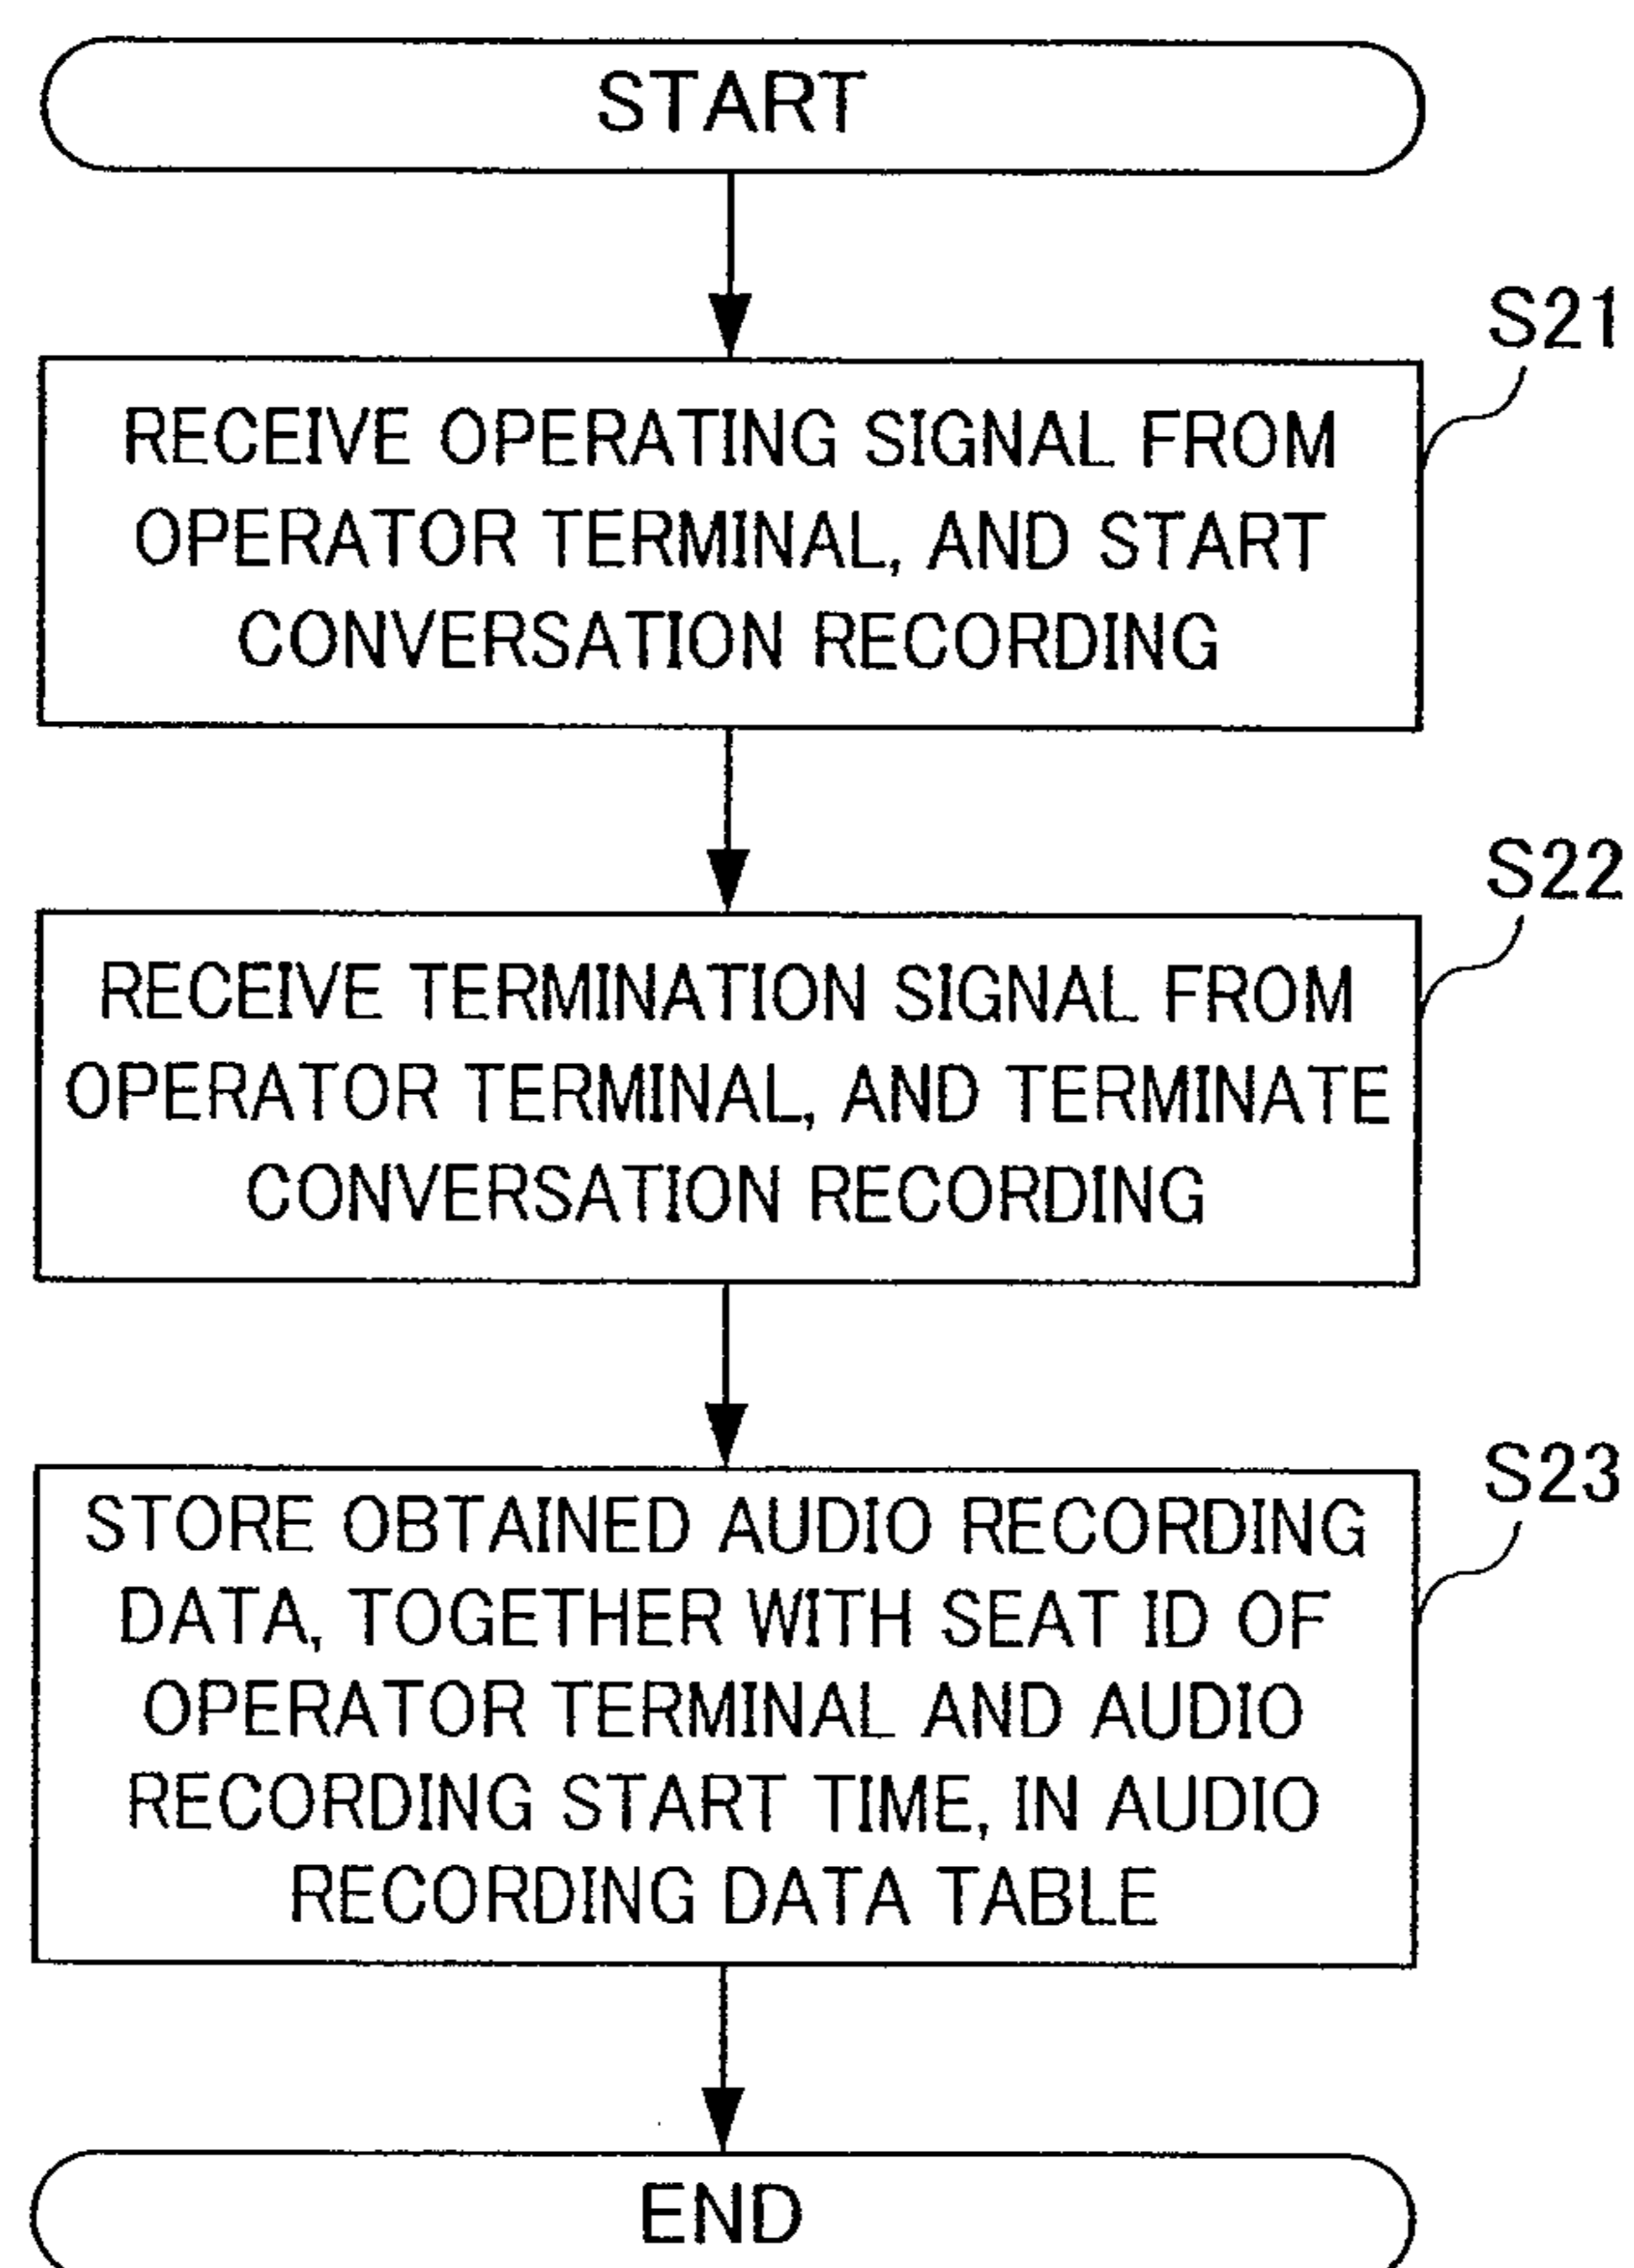 START
S21
RECEIVE OPERATING SIGNAL FROM
OPERATOR TERMINAL, AND START
CONVERSATION RECORDING
S22
RECEIVE TERMINATION SIGNAL FROM
OPERATOR TERMINAL, AND TERMINATE
CONVERSATION RECORDING
S23
STORE OBTAINED AUDIO RECORDING
DATA, TOGETHER WITH SEAT ID OF
OPERATOR TERMINAL AND AUDIO
RECORDING START TIME, IN AUDIO
RECORDING DATA TABLE
END